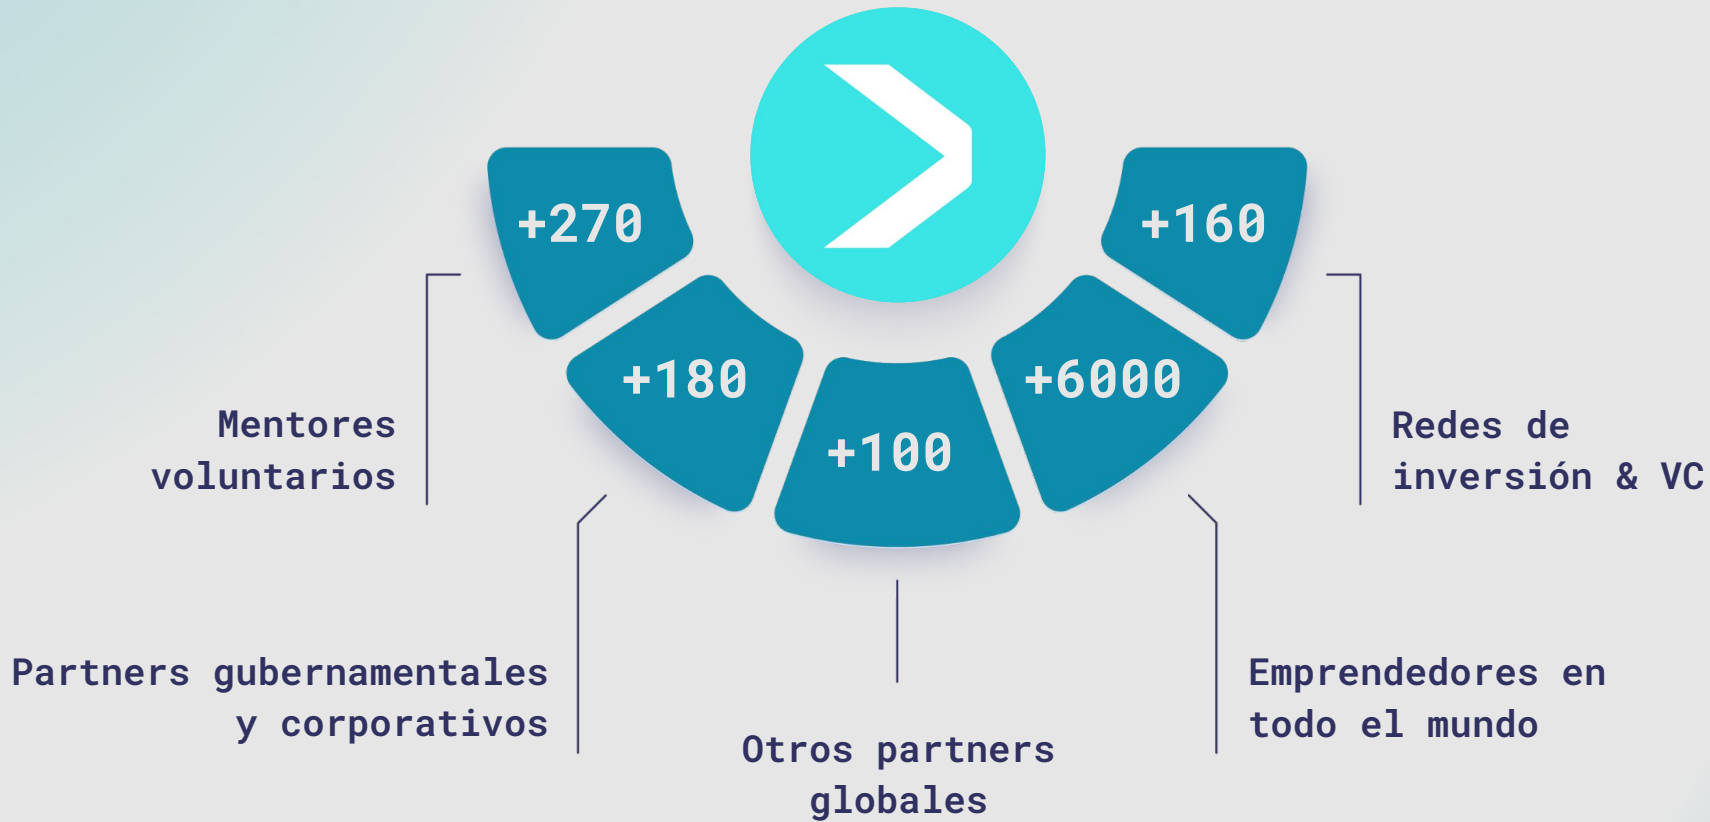 +270
+160
+180
+6000
+100
Mentores
voluntarios
Redes de
inversión & VC
Partners gubernamentales
y corporativos
Emprendedores en
todo el mundo
Otros partners
globales